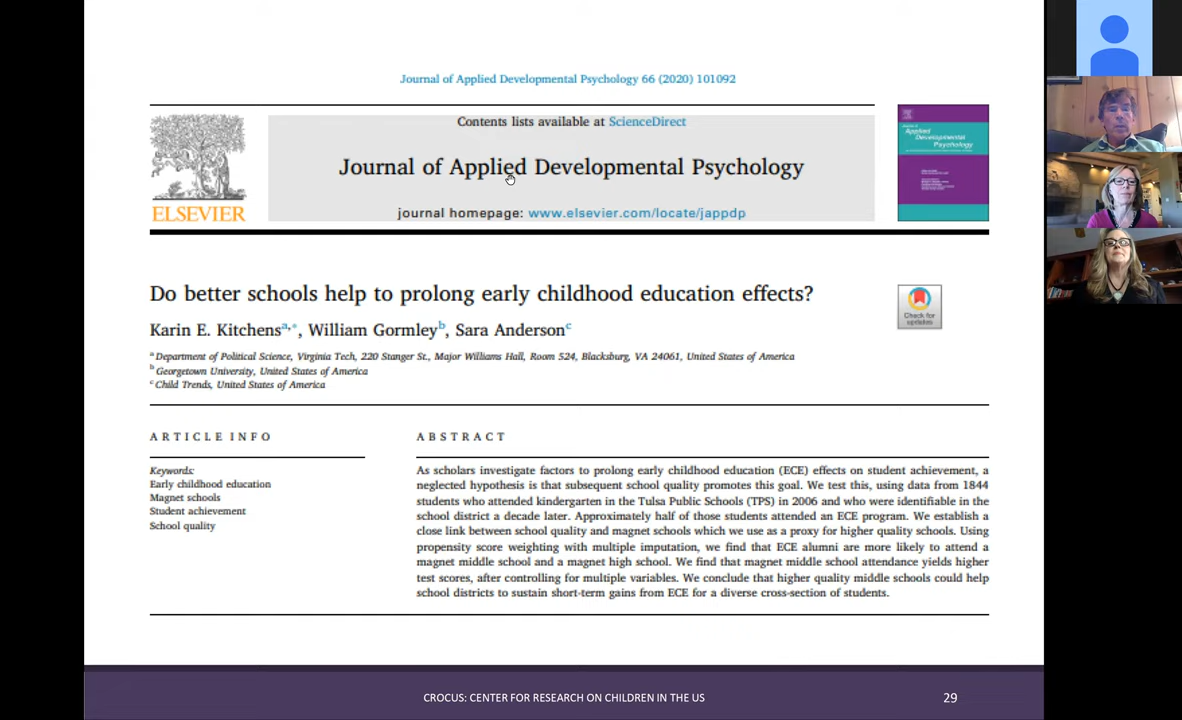 Journal of Applied Developmental Psychology 66 (2020) 101092
Contents lists available at ScienceDirect
Journal of Applied Developmental Psychology
journal homepage: www.elsevier.com/locate/jappdp
ELSEVIER
Applied
Developmental
Psychology
Do better schools help to prolong early childhood education effects?
Check for
updates
Karin E. Kitchensa,*, William Gormleyb, Sara Andersonc
a Department of Political Science, Virginia Tech, 220 Stanger St., Major Williams Hall, Room 524, Blacksburg, VA 24061, United States of America
b Georgetown University, United States of America
c Child Trends, United States of America
ARTICLE INFO
Keywords:
Early childhood education
Magnet schools
Student achievement
School quality
ABSTRACT
As scholars investigate factors to prolong early childhood education (ECE) effects on student achievement, a
neglected hypothesis is that subsequent school quality promotes this goal. We test this, using data from 1844
students who attended kindergarten in the Tulsa Public Schools (TPS) in 2006 and who were identifiable in the
school district a decade later. Approximately half of those students attended an ECE program. We establish a
close link between school quality and magnet schools which we use as a proxy for higher quality schools. Using
propensity score weighting with multiple imputation, we find that ECE alumni are more likely to attend a
magnet middle school and a magnet high school. We find that magnet middle school attendance yields higher
test scores, after controlling for multiple variables. We conclude that higher quality middle schools could help
school districts to sustain short-term gains from ECE for a diverse cross-section of students.
CROCUS: CENTER FOR RESEARCH ON CHILDREN IN THE US
29